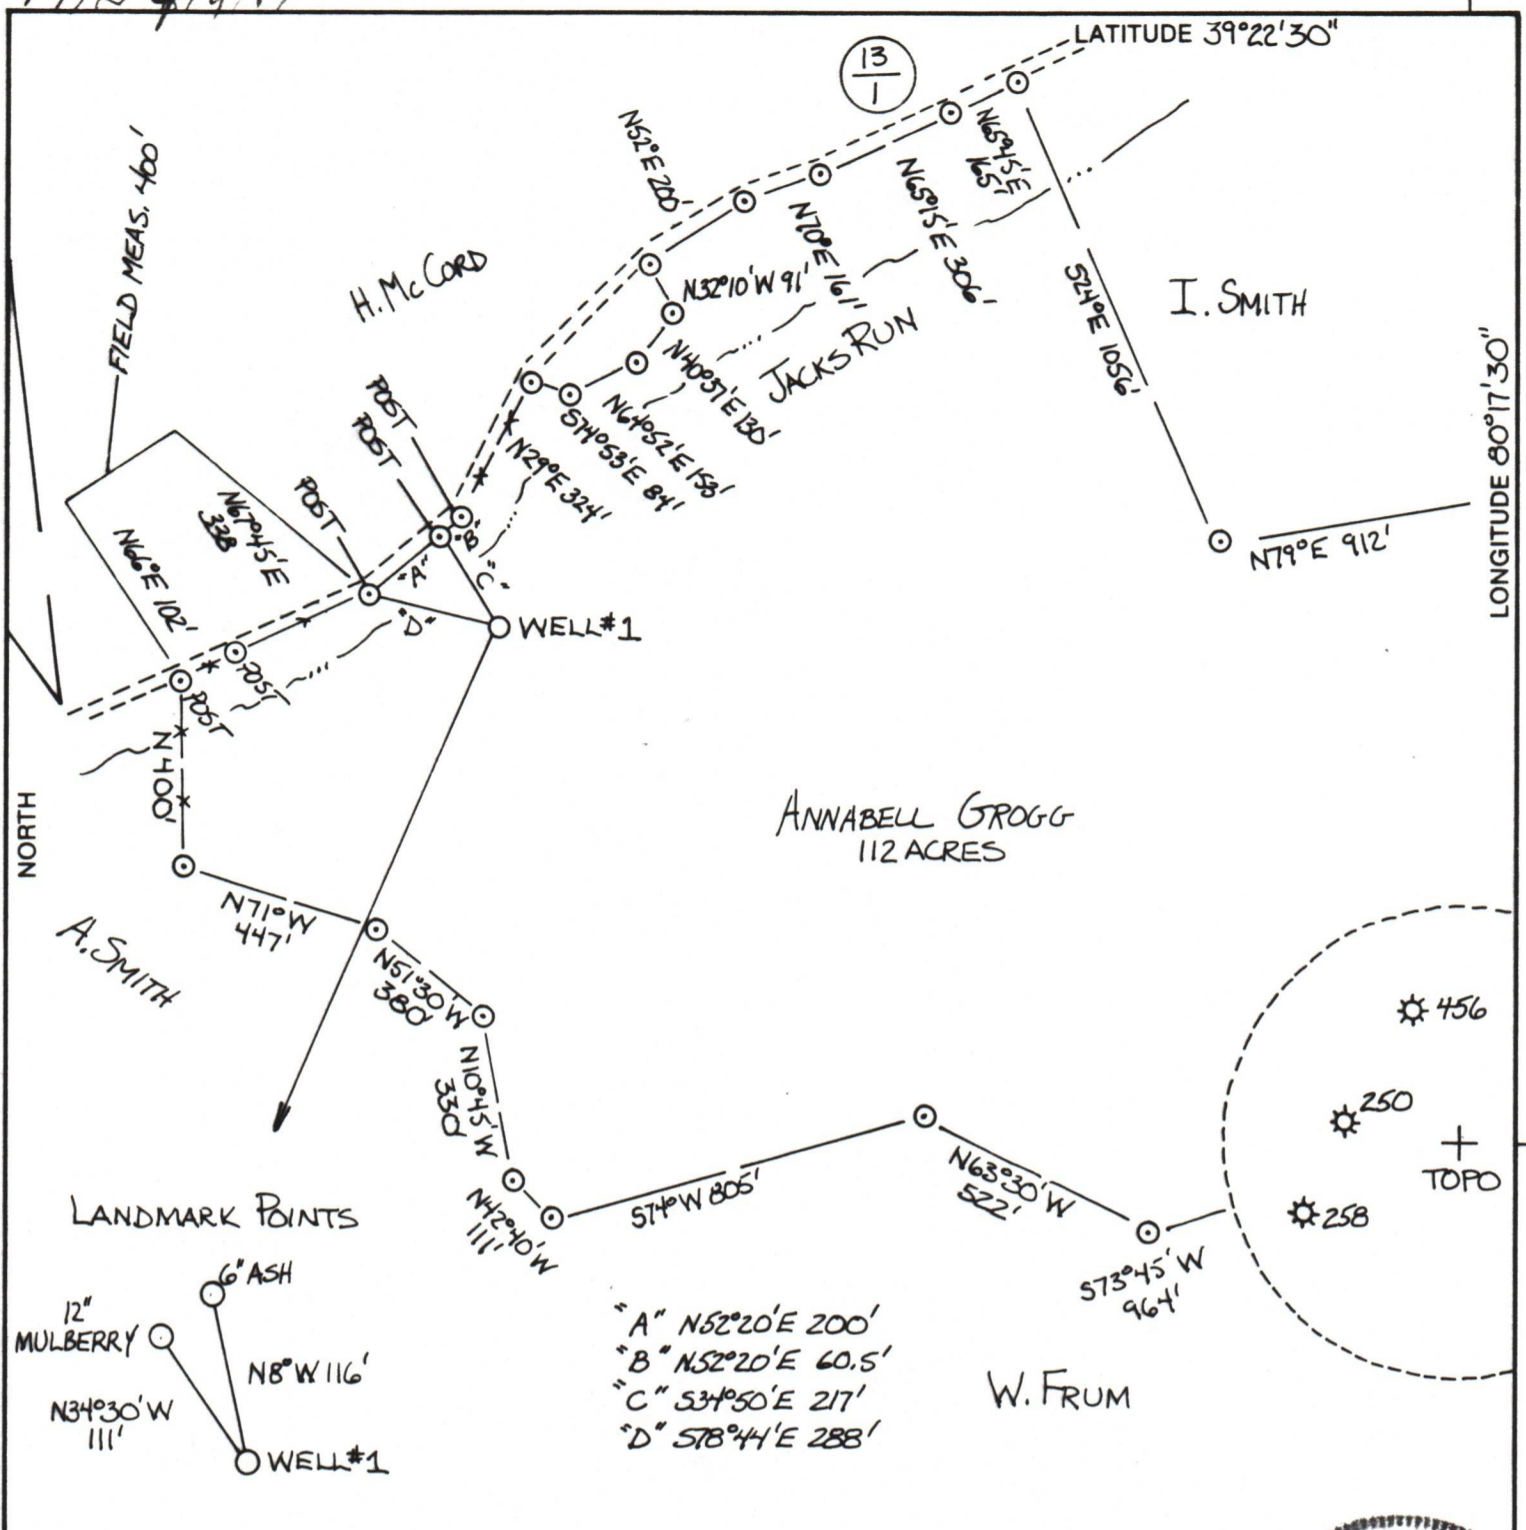 LATITUDE 39°22'30"
13
1
FIELD MEAS. 400'
N52°E 200'
N65°45'E
165'
N65°15'E 306'
N70°E 161'
H. McCORD
N32°10'W 91'
S24°E 1056'
I. SMITH
LONGITUDE 80°17'30"
JACKS RUN
N40°37'E 130'
N64°52'E 158'
S74°53'E 84'
N29°E 324'
POST
POST
POST
N67°45'E
338
N66°E 102'
"B"
"A"
"C"
"D"
WELL #1
N79°E 912'
POST
POST
N 400'
NORTH
ANNABELL GROGG
112 ACRES
N71°W
447'
A. SMITH
N51°30'W
380'
N10°45'W
330'
456
250
TOPO
258
N42°40'W
111'
S74°W 805'
N63°30'W
522'
S73°45'W
964'
LANDMARK POINTS
6" ASH
12"
MULBERRY
N8°W 116'
N34°30'W
111'
WELL #1
"A" N52°20'E 200'
"B" N52°20'E 60.5'
"C" S34°50'E 217'
"D" S78°44'E 288'
W. FRUM